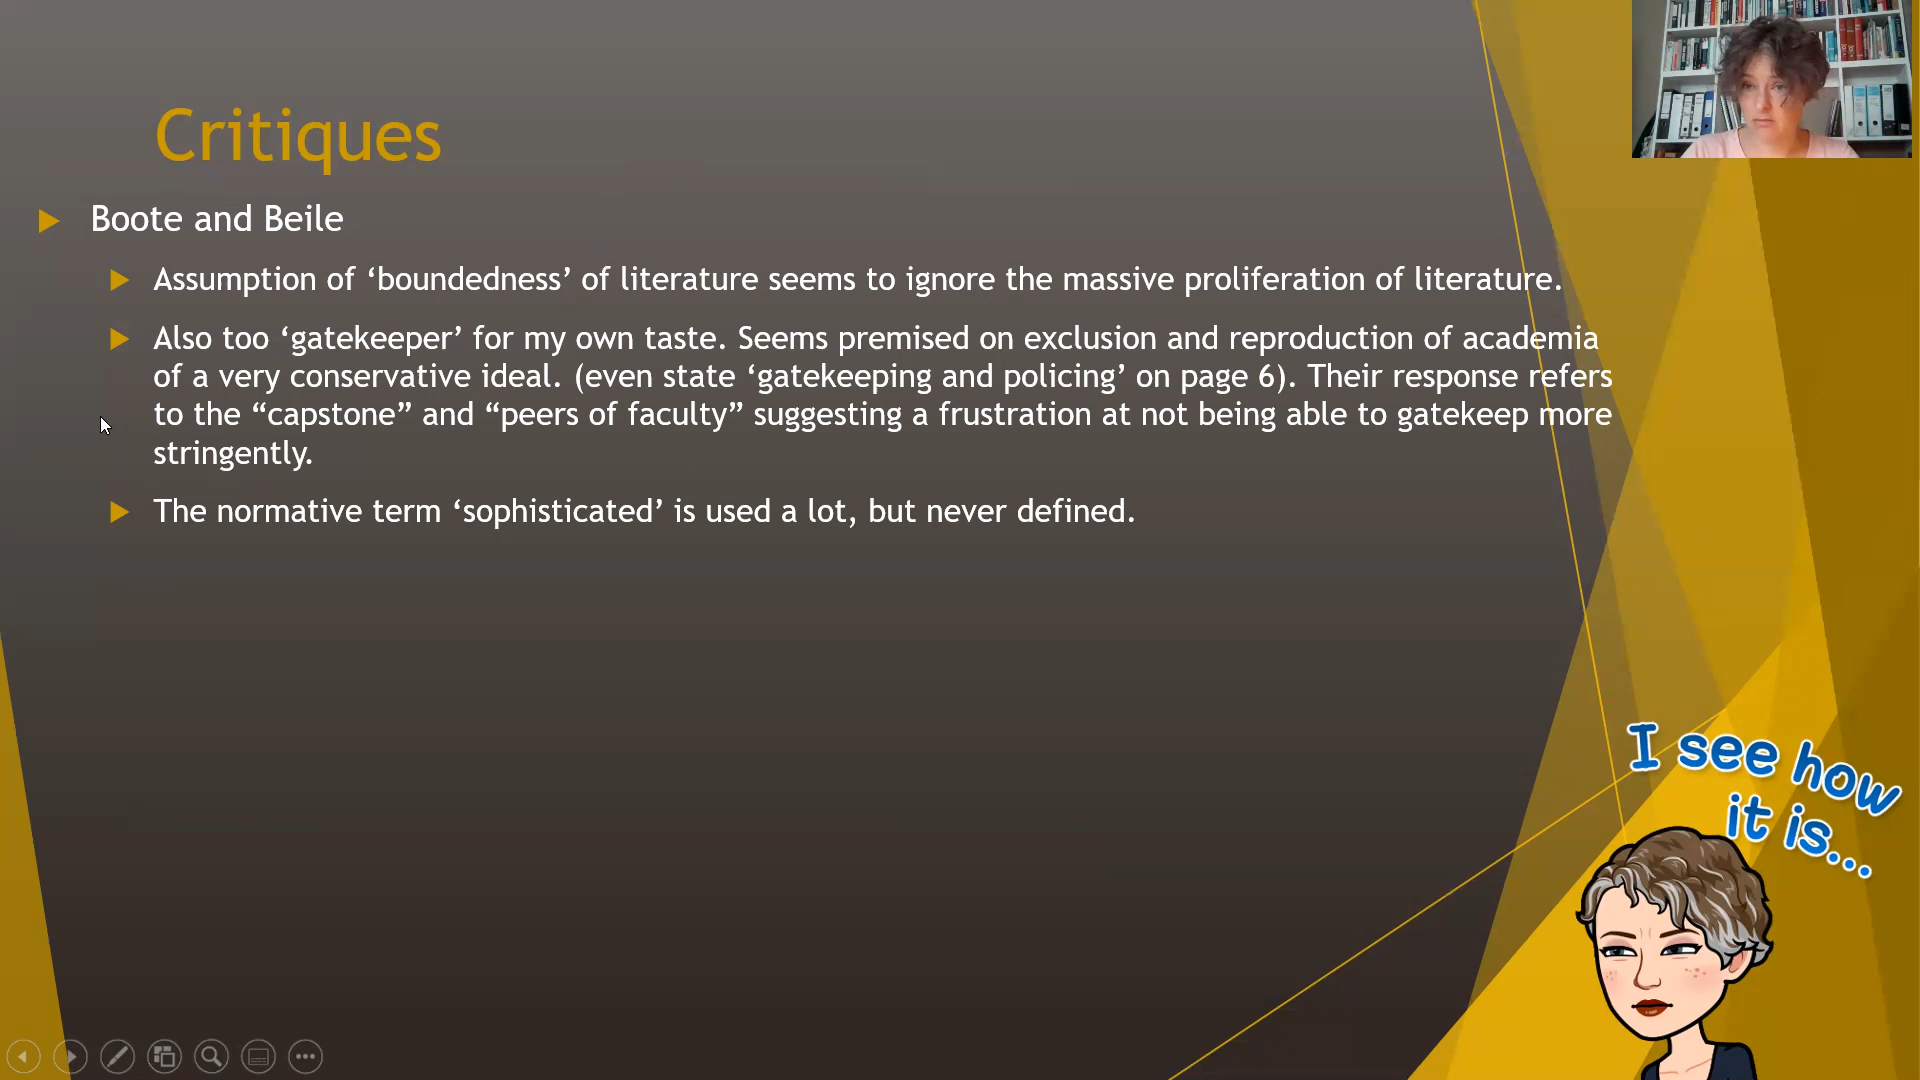 Critiques
Boote and Beile
Assumption of ‘boundedness’ of literature seems to ignore the massive proliferation of literature.
Also too ‘gatekeeper’ for my own taste. Seems premised on exclusion and reproduction of academia
of a very conservative ideal. (even state ‘gatekeeping and policing’ on page 6). Their response refers
to the “capstone” and “peers of faculty” suggesting a frustration at not being able to gatekeep more
stringently.
The normative term ‘sophisticated’ is used a lot, but never defined.
I see how
it is...